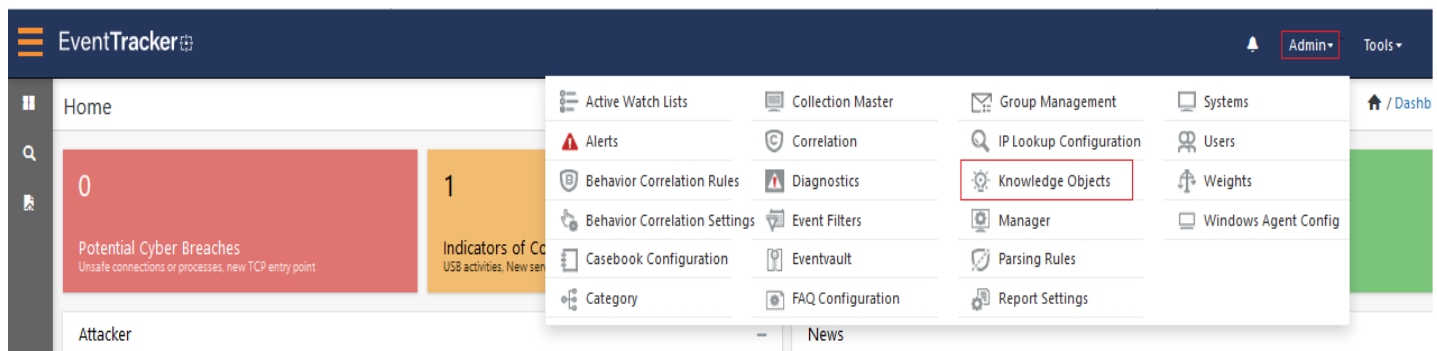 EventTracker
Admin
Tools
Home
/ Dashb
Active Watch Lists
Collection Master
Group Management
Systems
Alerts
Correlation
IP Lookup Configuration
Users
Behavior Correlation Rules
Diagnostics
Knowledge Objects
Weights
Behavior Correlation Settings
Event Filters
Manager
Windows Agent Config
Casebook Configuration
Eventvault
Parsing Rules
Category
FAQ Configuration
Report Settings
0
Potential Cyber Breaches
Unsafe connections or processes, new TCP entry point
1
Indicators of Co
USB activities, New sen
Attacker
News